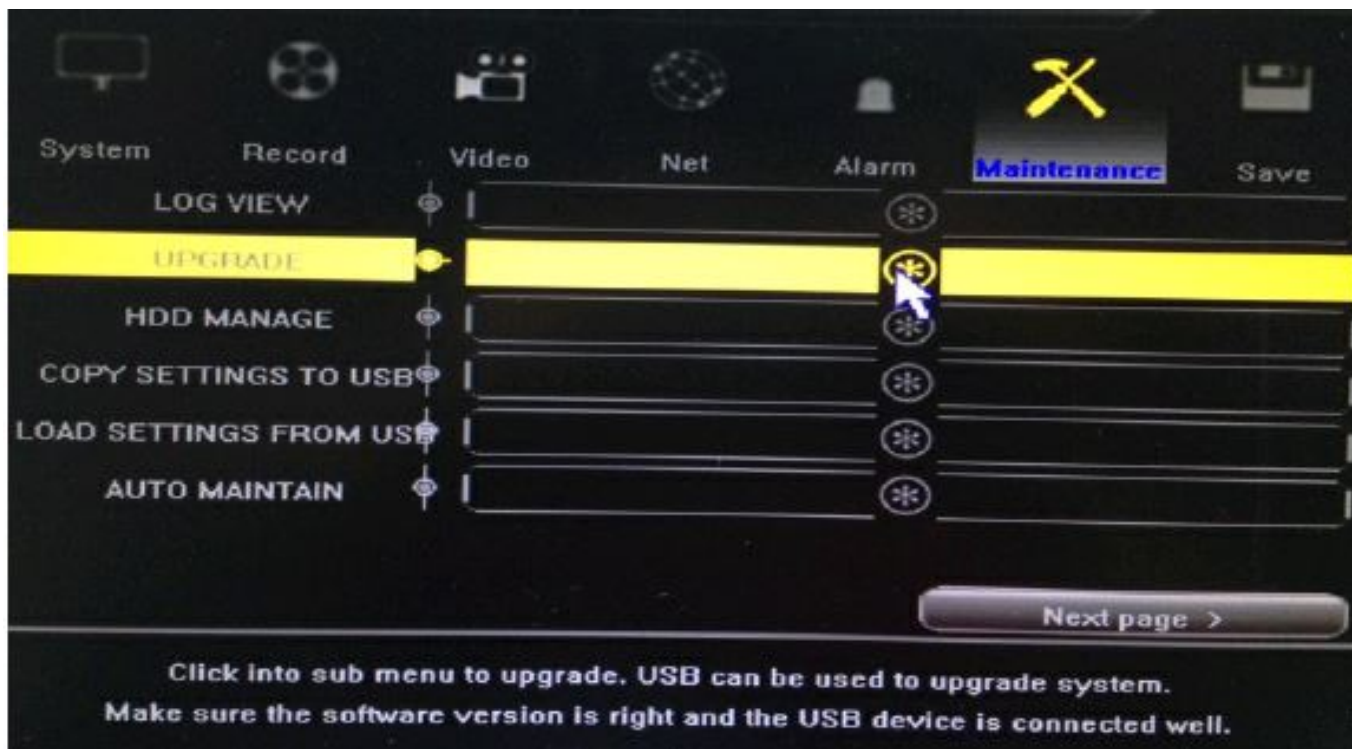 System Record Video Net Alarm Maintenance Save
LOG VIEW
UPGRADE
HDD MANAGE
COPY SETTINGS TO USB
LOAD SETTINGS FROM USB
AUTO MAINTAIN
Next page >
Click into sub menu to upgrade. USB can be used to upgrade system.
Make sure the software version is right and the USB device is connected well.